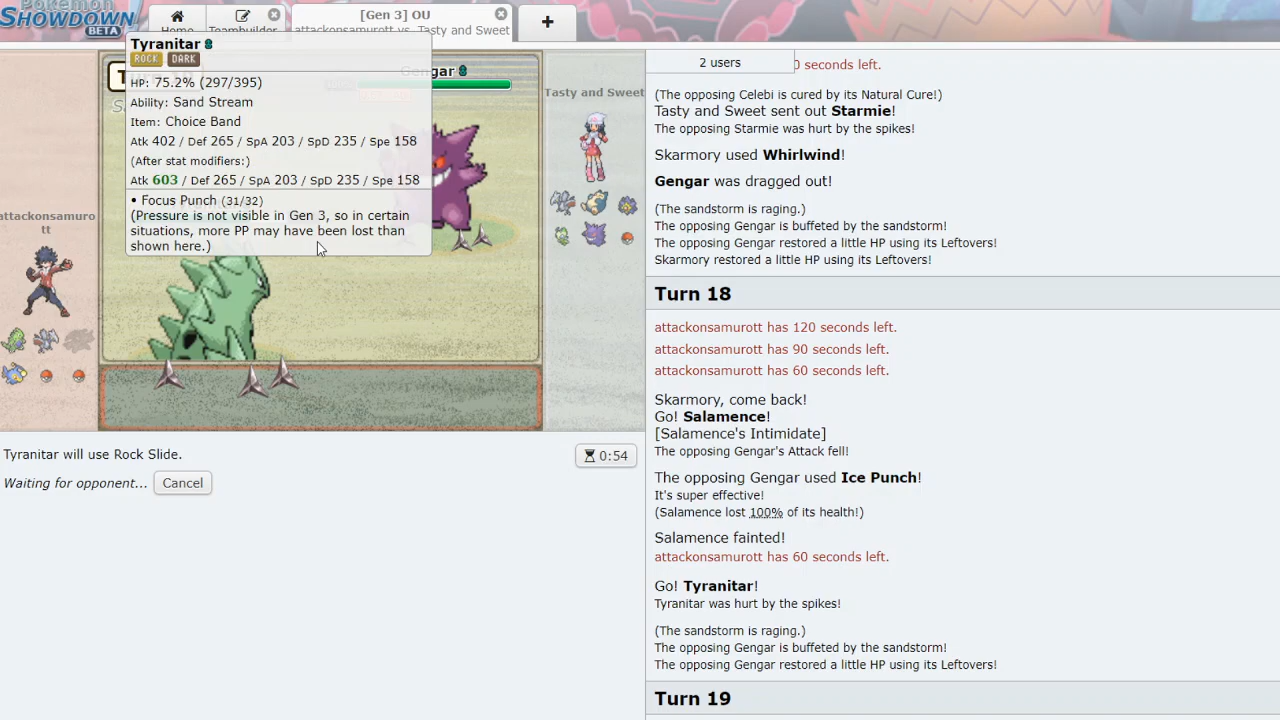 Pokémon
SHOWDOWN
BETA
Home
Teambuilder
[Gen 3] OU
attackonsamurott vs. Tasty and Sweet
+
Tyranitar
ROCK DARK
HP: 75.2% (297/395)
Ability: Sand Stream
Item: Choice Band
Atk 402 / Def 265 / SpA 203 / SpD 235 / Spe 158
(After stat modifiers:)
Atk 603 / Def 265 / SpA 203 / SpD 235 / Spe 158
• Focus Punch (31/32)
(Pressure is not visible in Gen 3, so in certain
situations, more PP may have been lost than
shown here.)
Gengar
attackonsamuro
tt
Tasty and Sweet
Tyranitar will use Rock Slide.
0:54
Waiting for opponent... Cancel
2 users
0 seconds left.
(The opposing Celebi is cured by its Natural Cure!)
Tasty and Sweet sent out Starmie!
The opposing Starmie was hurt by the spikes!
Skarmory used Whirlwind!
Gengar was dragged out!
(The sandstorm is raging.)
The opposing Gengar is buffeted by the sandstorm!
The opposing Gengar restored a little HP using its Leftovers!
Skarmory restored a little HP using its Leftovers!
Turn 18
attackonsamurott has 120 seconds left.
attackonsamurott has 90 seconds left.
attackonsamurott has 60 seconds left.
Skarmory, come back!
Go! Salamence!
[Salamence's Intimidate]
The opposing Gengar's Attack fell!
The opposing Gengar used Ice Punch!
It's super effective!
(Salamence lost 100% of its health!)
Salamence fainted!
attackonsamurott has 60 seconds left.
Go! Tyranitar!
Tyranitar was hurt by the spikes!
(The sandstorm is raging.)
The opposing Gengar is buffeted by the sandstorm!
The opposing Gengar restored a little HP using its Leftovers!
Turn 19